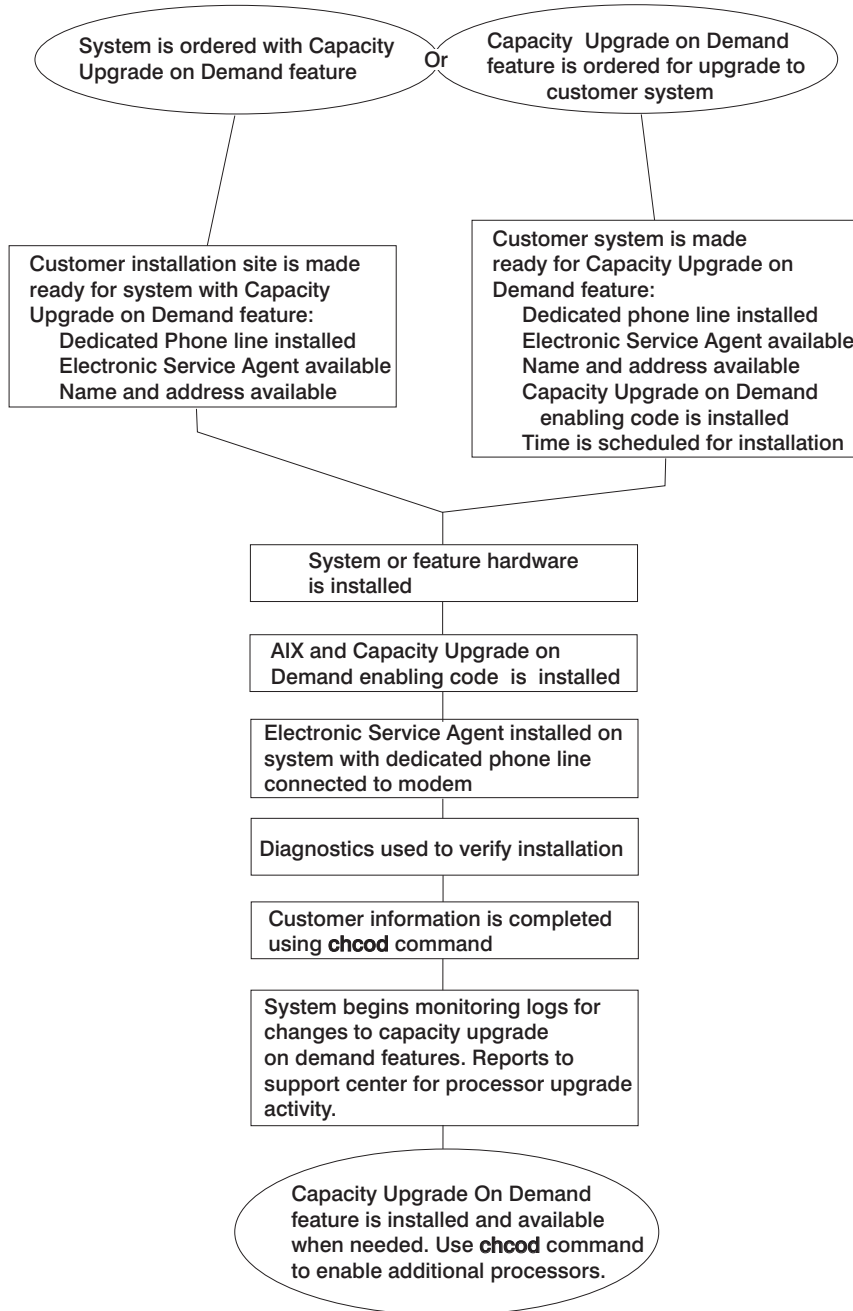 System is ordered with Capacity
Upgrade on Demand feature
Or
Capacity Upgrade on Demand
feature is ordered for upgrade to
customer system
Customer installation site is made
ready for system with Capacity
Upgrade on Demand feature:
Dedicated Phone line installed
Electronic Service Agent available
Name and address available
Customer system is made
ready for Capacity Upgrade on
Demand feature:
Dedicated phone line installed
Electronic Service Agent available
Name and address available
Capacity Upgrade on Demand
enabling code is installed
Time is scheduled for installation
System or feature hardware
is installed
AIX and Capacity Upgrade on
Demand enabling code is installed
Electronic Service Agent installed on
system with dedicated phone line
connected to modem
Diagnostics used to verify installation
Customer information is completed
using chcod command
System begins monitoring logs for
changes to capacity upgrade
on demand features. Reports to
support center for processor upgrade
activity.
Capacity Upgrade On Demand
feature is installed and available
when needed. Use chcod command
to enable additional processors.